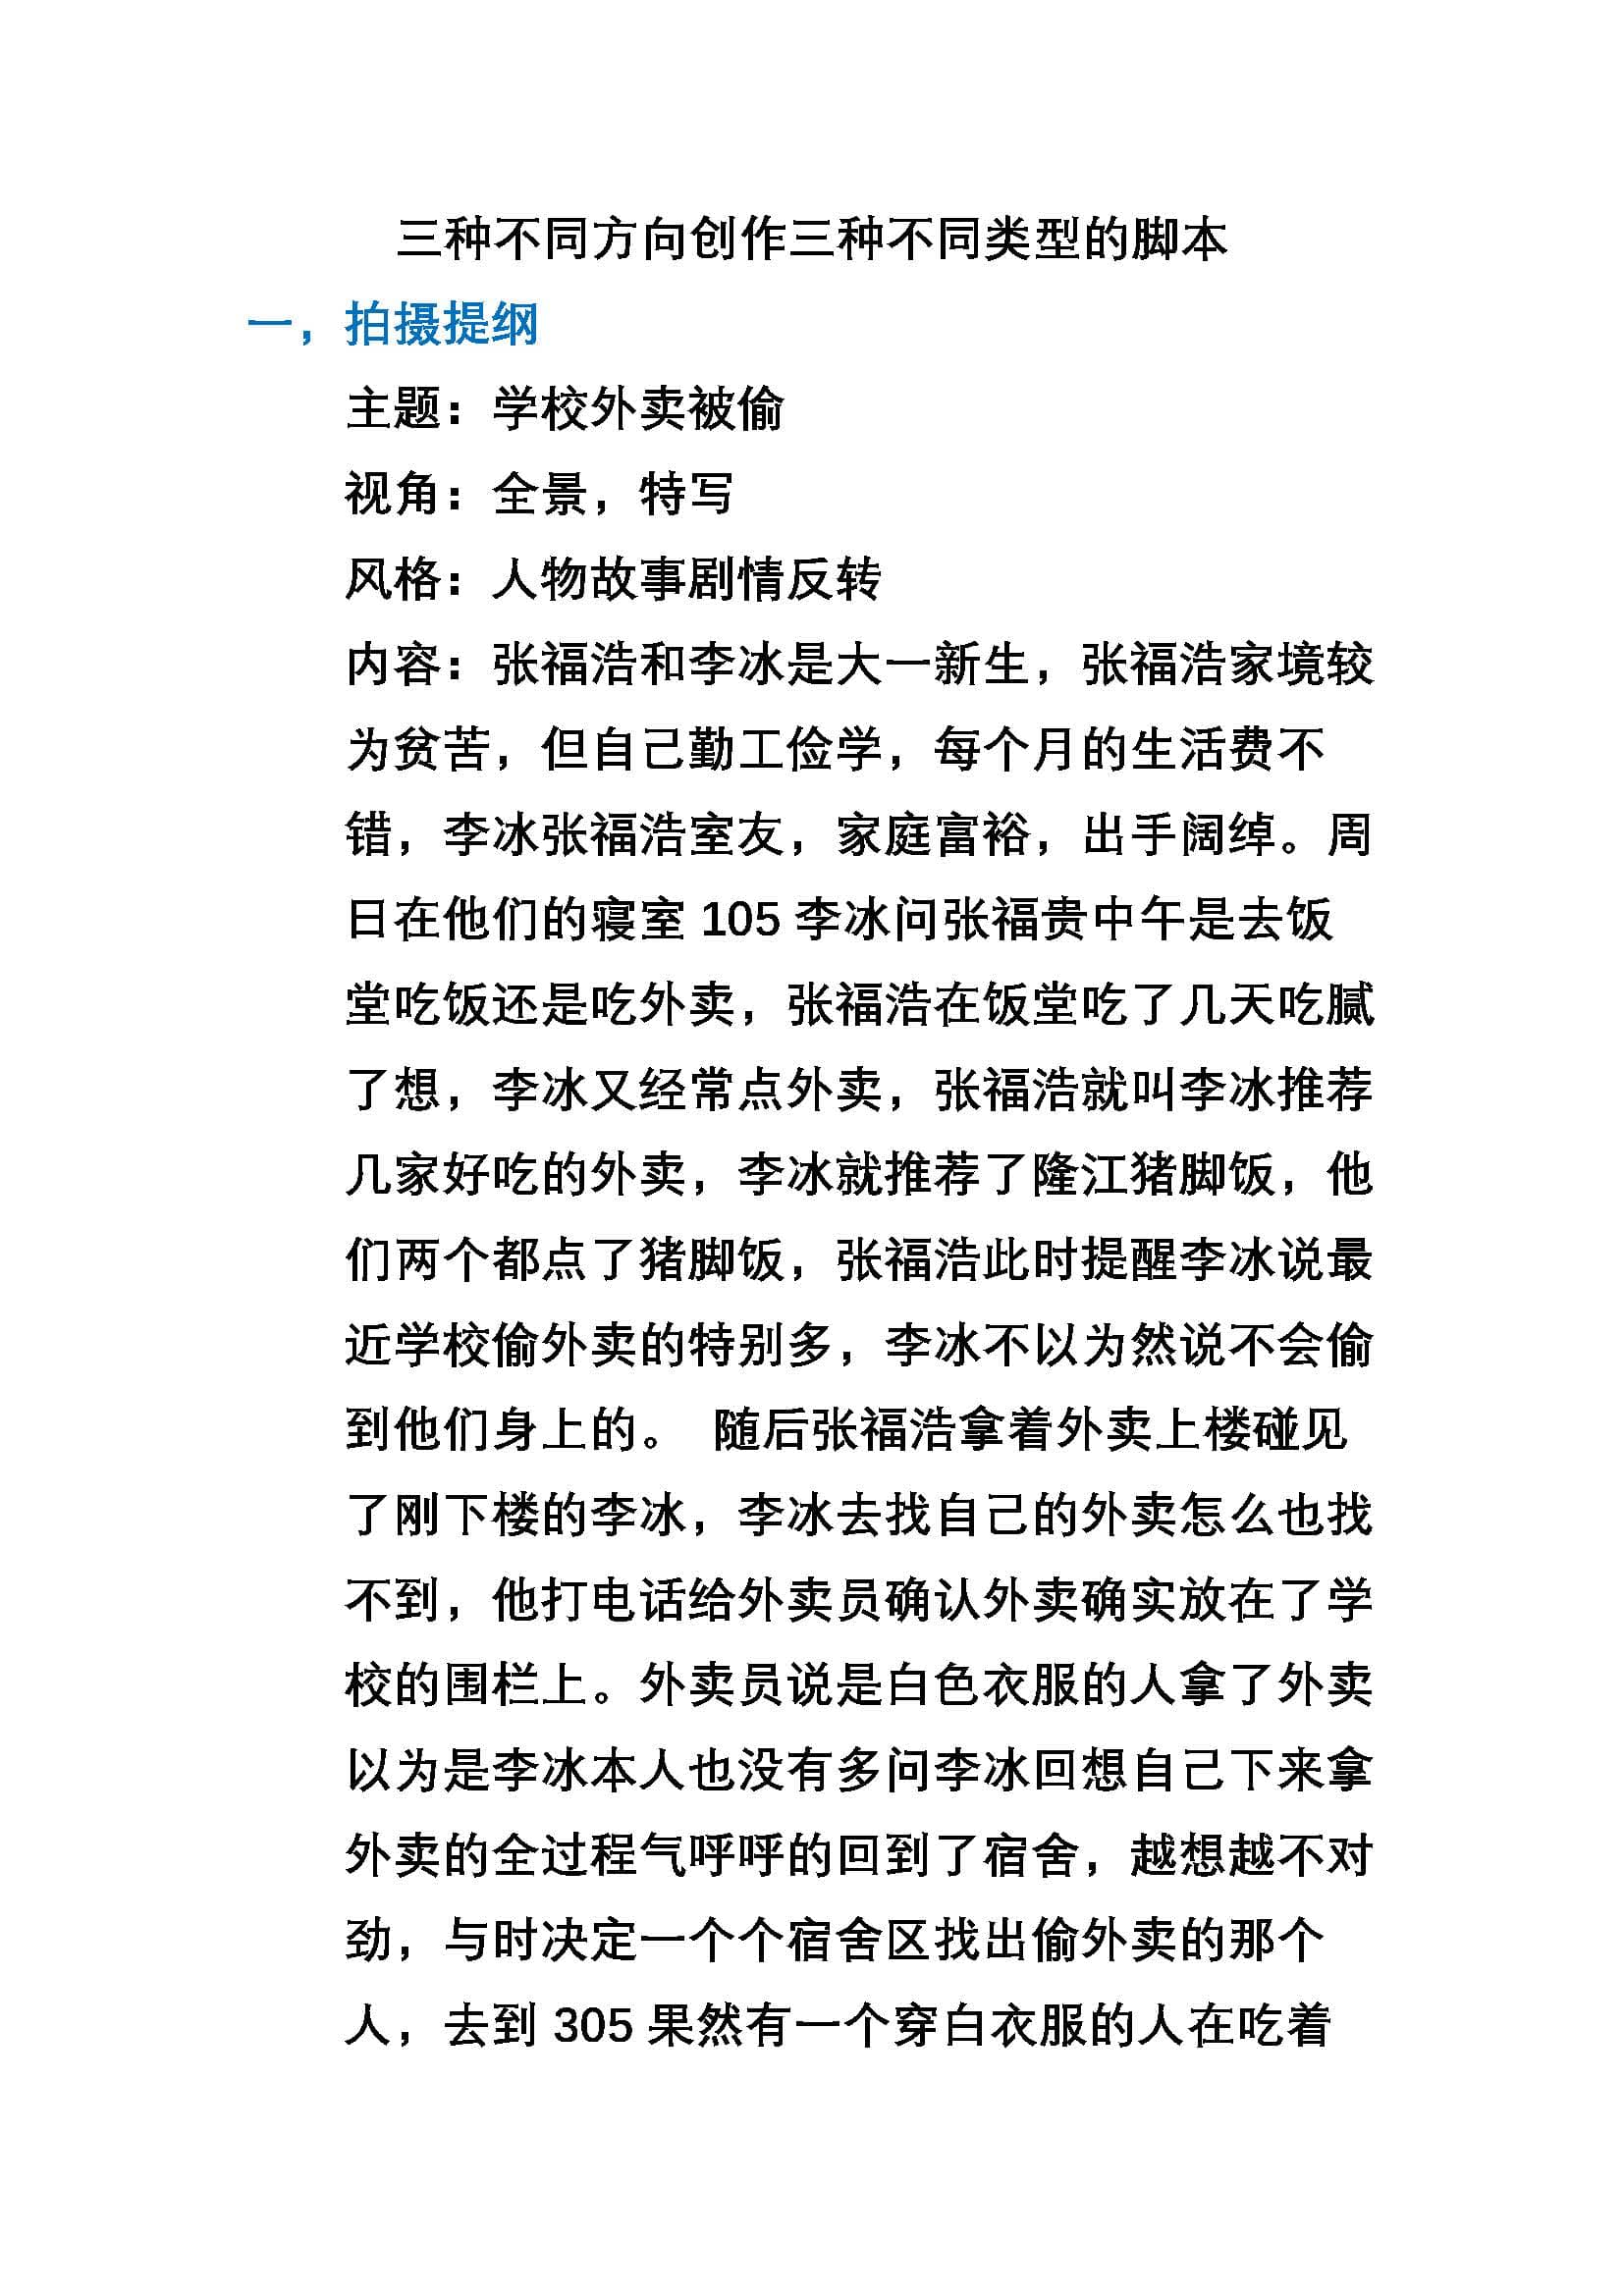 三种不同方向创作三种不同类型的脚本
一，拍摄提纲
主题：学校外卖被偷
视角：全景，特写
风格：人物故事剧情反转
内容：张福浩和李冰是大一新生，张福浩家境较
为贫苦，但自己勤工俭学，每个月的生活费不
错，李冰张福浩室友，家庭富裕，出手阔绰。周
日在他们的寝室 105 李冰问张福贵中午是去饭
堂吃饭还是吃外卖，张福浩在饭堂吃了几天吃腻
了想，李冰又经常点外卖，张福浩就叫李冰推荐
几家好吃的外卖，李冰就推荐了隆江猪脚饭，他
们两个都点了猪脚饭，张福浩此时提醒李冰说最
近学校偷外卖的特别多，李冰不以为然说不会偷
到他们身上的。 随后张福浩拿着外卖上楼碰见
了刚下楼的李冰，李冰去找自己的外卖怎么也找
不到，他打电话给外卖员确认外卖确实放在了学
校的围栏上。外卖员说是白色衣服的人拿了外卖
以为是李冰本人也没有多问李冰回想自己下来拿
外卖的全过程气呼呼的回到了宿舍，越想越不对
劲，与时决定一个个宿舍区找出偷外卖的那个
人，去到 305 果然有一个穿白衣服的人在吃着